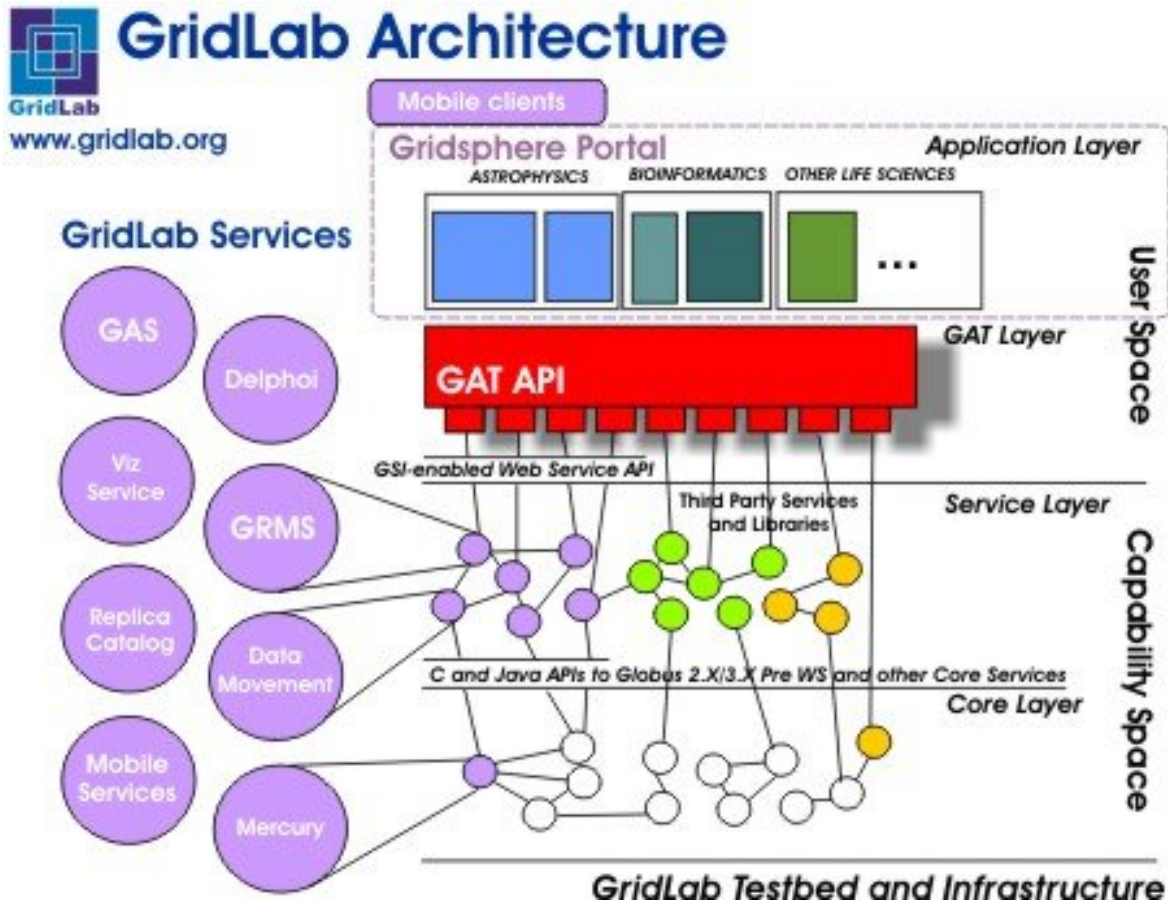 GridLab Architecture
GridLab
www.gridlab.org
Mobile clients
Gridsphere Portal
Application Layer
ASTROPHYSICS
BIOINFORMATICS
OTHER LIFE SCIENCES
...
GridLab Services
User Space
GAT Layer
GAT API
GAS
Delphoi
Viz
Service
GRMS
Replica
Catalog
Data
Movement
Mobile
Services
Mercury
GSI-enabled Web Service API
Third Party Services
and Libraries
Service Layer
Capability Space
C and Java APIs to Globus 2.X/3.X Pre WS and other Core Services
Core Layer
GridLab Testbed and Infrastructure